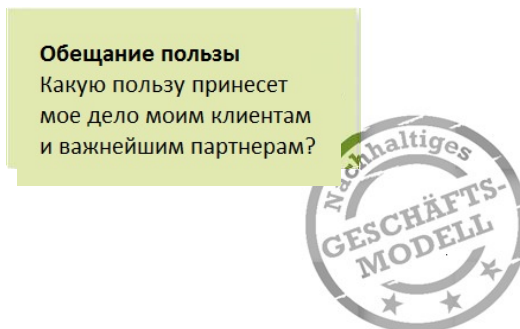 Обещание пользы
Какую пользу принесет
мое дело моим клиентам
и важнейшим партнерам?
Nachhaltiges
GESCHÄFTS-
MODELL